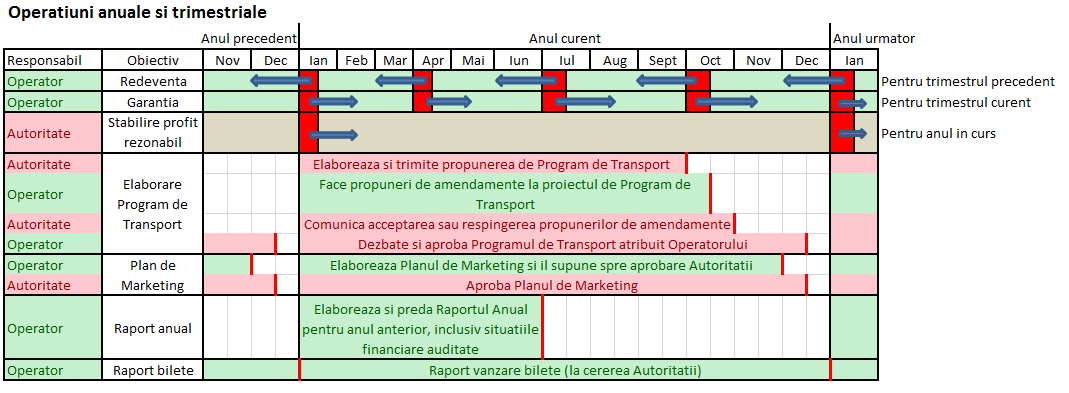 Operatiuni anuale si trimestriale
Anul precedent Anul curent Anul urmator
Responsabil Obiectiv Nov Dec Ian Feb Mar Apr Mai Iun Iul Aug Sept Oct Nov Dec Ian
Operator Redeventa Pentru trimestrul precedent
Operator Garantia Pentru trimestrul curent
Autoritate Stabilire profit rezonabil Pentru anul in curs
Autoritate Elaboreaza si trimite propunerea de Program de Transport
Operator Elaborare Program de Transport Face propuneri de amendamente la proiectul de Program de
Transport
Autoritate Comunica acceptarea sau respingerea propunerilor de amendamente
Operator Dezbate si aproba Programul de Transport atribuit Operatorului
Operator Plan de Marketing Elaboreaza Planul de Marketing si il supune spre aprobare Autoritatii
Autoritate Aproba Planul de Marketing
Operator Raport anual Elaboreaza si preda Raportul Anual
pentru anul anterior, inclusiv situatiile
financiare auditate
Operator Raport bilete Raport vanzare bilete (la cererea Autoritatii)